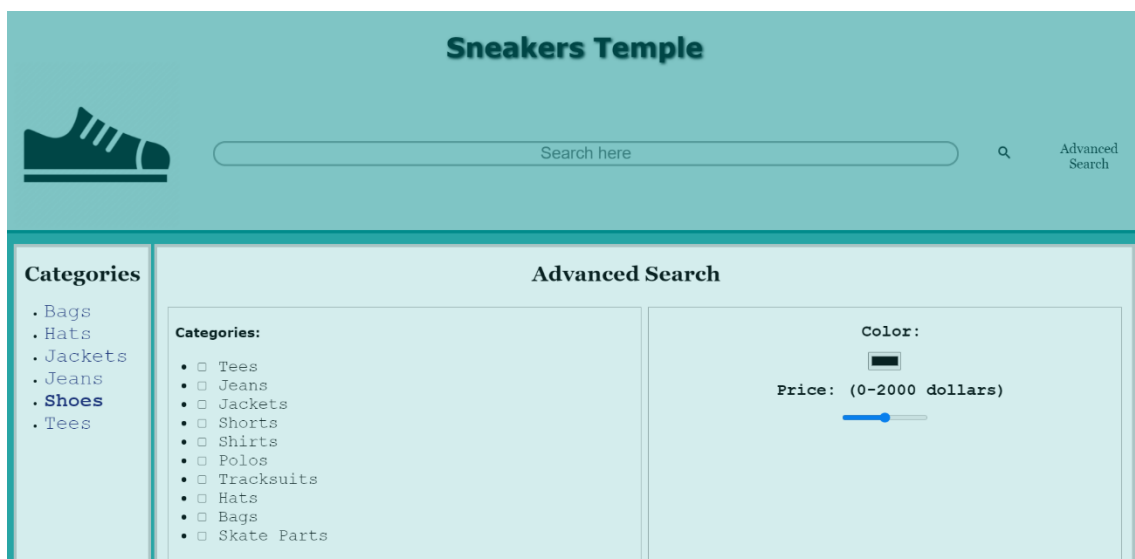 Sneakers Temple
Search here
Advanced
Search
Categories
Bags
Hats
Jackets
Jeans
Shoes
Tees
Advanced Search
Categories:
Tees
Jeans
Jackets
Shorts
Shirts
Polos
Tracksuits
Hats
Bags
Skate Parts
Color:
Price: (0-2000 dollars)